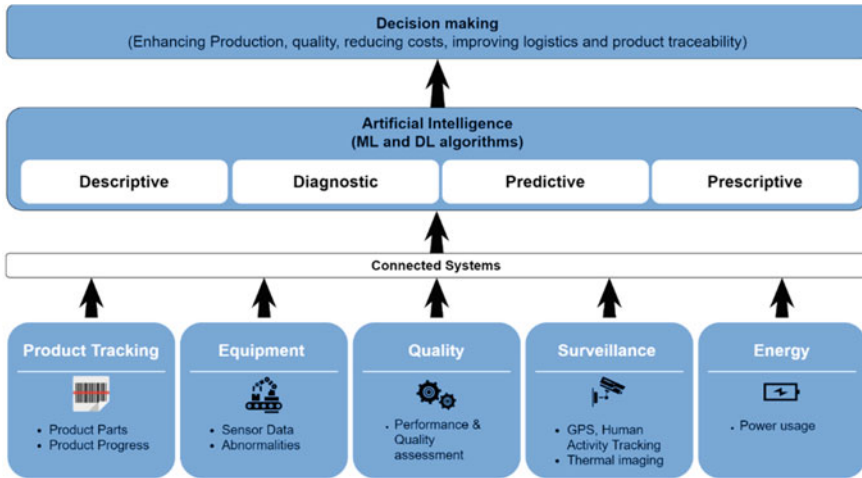 Decision making
(Enhancing Production, quality, reducing costs, improving logistics and product traceability)
Artificial Intelligence
(ML and DL algorithms)
Descriptive
Diagnostic
Predictive
Prescriptive
Connected Systems
Product Tracking
• Product Parts
• Product Progress
Equipment
• Sensor Data
• Abnormalities
Quality
• Performance &
Quality
assessment
Surveillance
• GPS, Human
Activity Tracking
• Thermal imaging
Energy
• Power usage